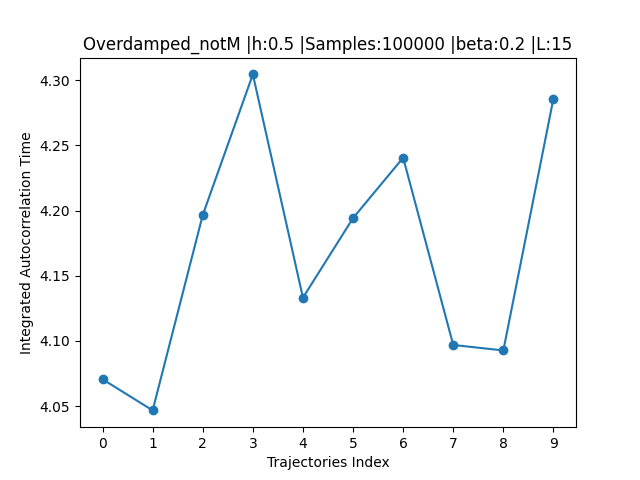 Overdamped_notM |h:0.5 |Samples:100000 |beta:0.2 |L:15
Integrated Autocorrelation Time
4.30
4.25
4.20
4.15
4.10
4.05
0 1 2 3 4 5 6 7 8 9
Trajectories Index